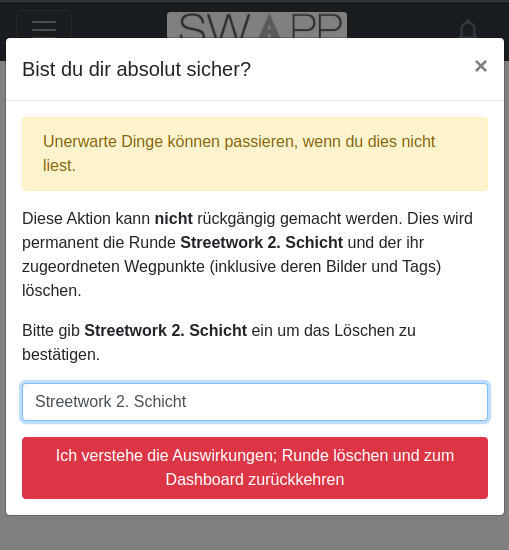 SWAPP
Bist du dir absolut sicher?
×
Unerwarte Dinge können passieren, wenn du dies nicht
liest.
Diese Aktion kann nicht rückgängig gemacht werden. Dies wird
permanent die Runde Streetwork 2. Schicht und der ihr
zugeordneten Wegpunkte (inklusive deren Bilder und Tags)
löschen.
Bitte gib Streetwork 2. Schicht ein um das Löschen zu
bestätigen.
Streetwork 2. Schicht
Ich verstehe die Auswirkungen; Runde löschen und zum
Dashboard zurückkehren